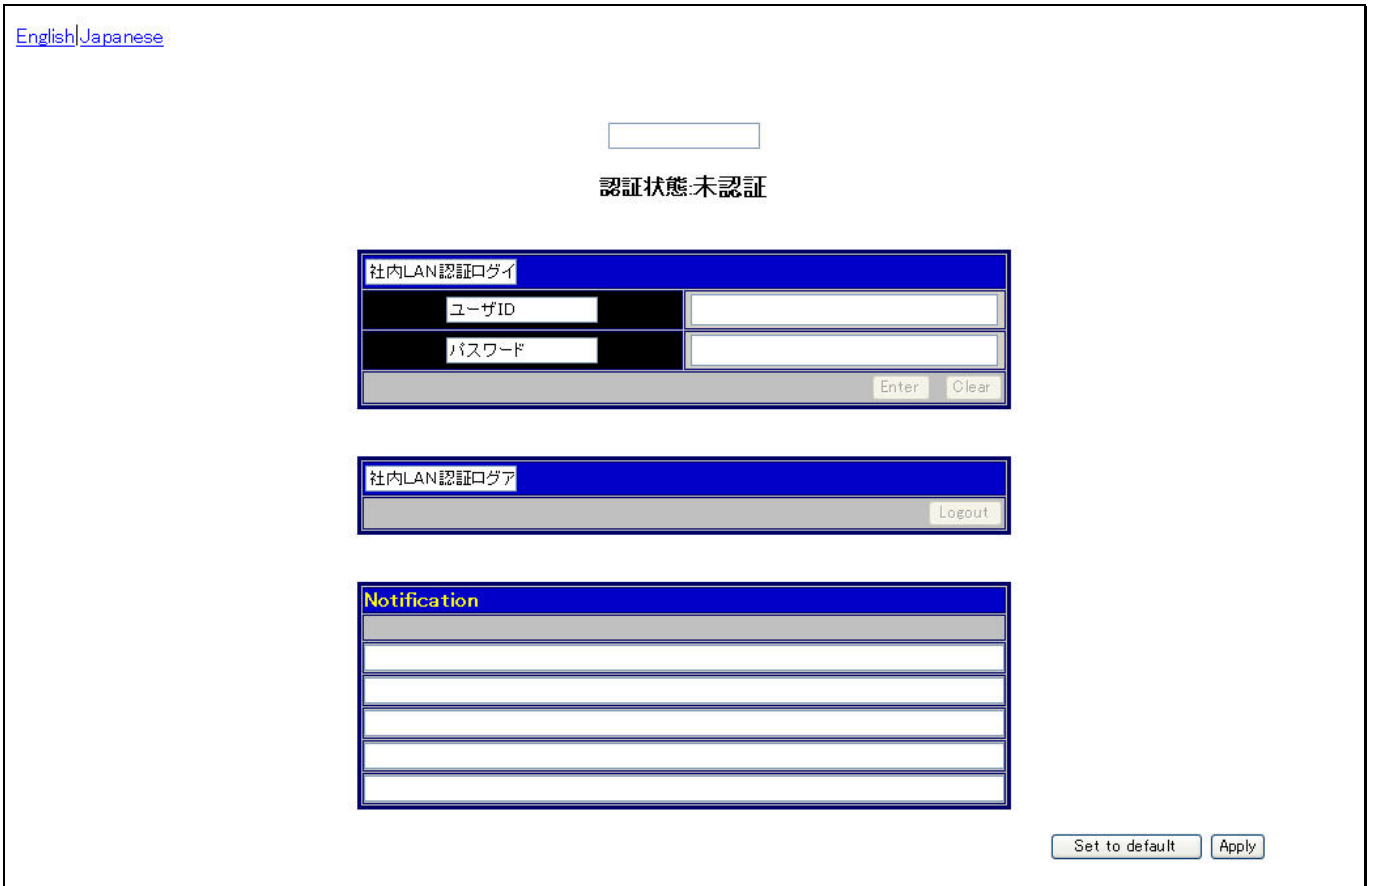 English|Japanese
認証状態:未認証
社内LAN認証ログイ
ユーザID
パスワード
Enter Clear
社内LAN認証ログア
Logout
Notification
Set to default Apply